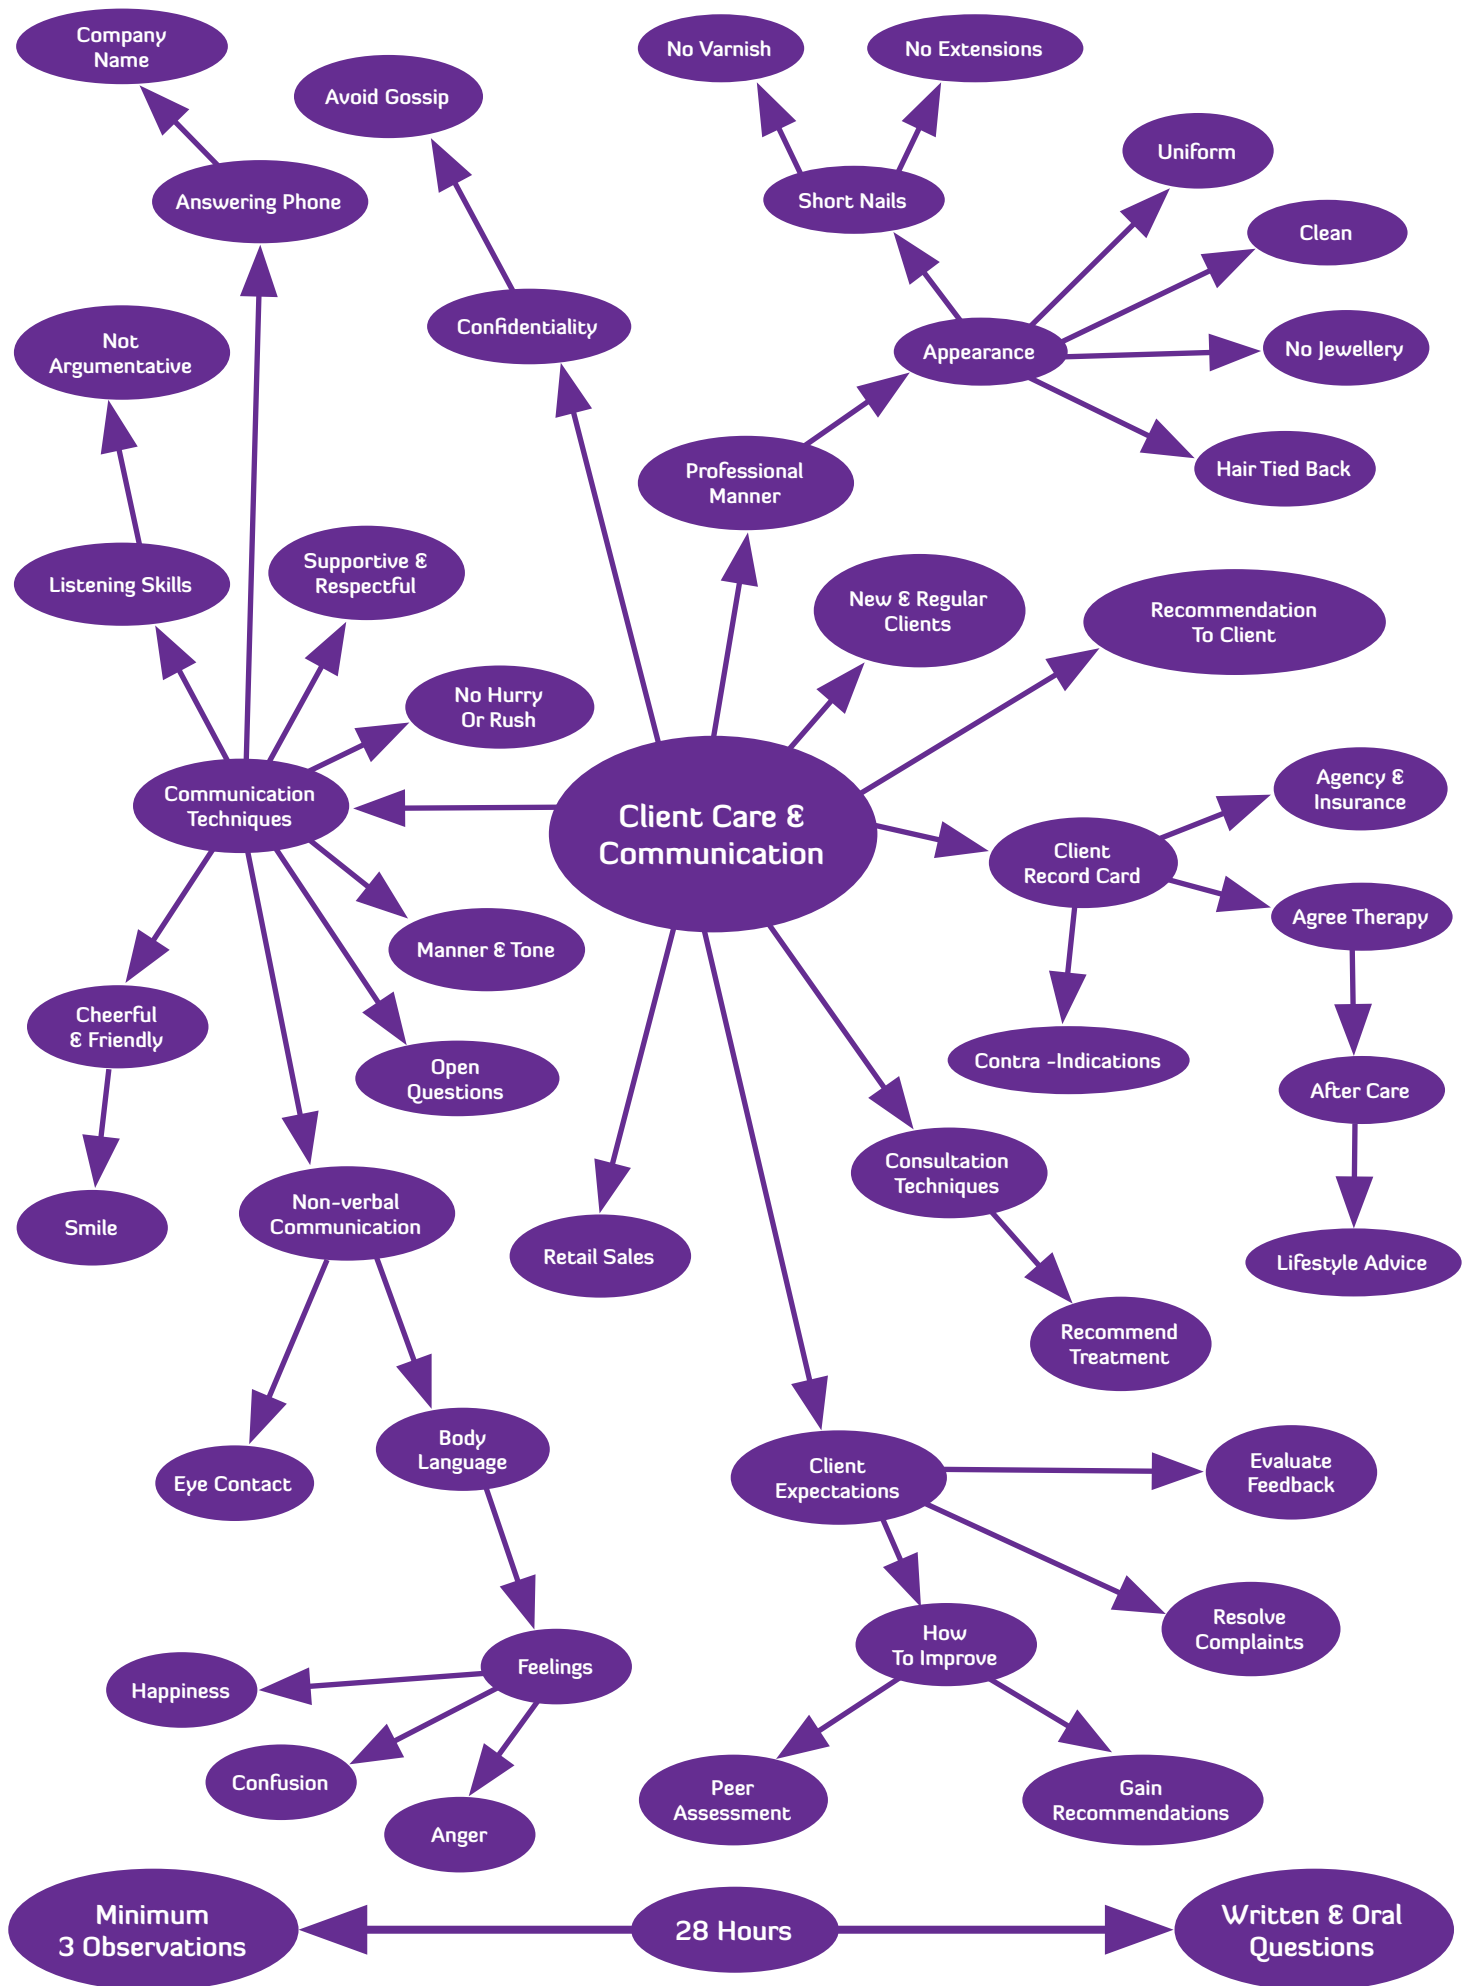 Company
Name
No Varnish
No Extensions
Avoid Gossip
Uniform
Answering Phone
Short Nails
Clean
Confidentiality
Not
Argumentative
Appearance
No Jewellery
Professional
Manner
Hair Tied Back
Listening Skills
Supportive &
Respectful
New & Regular
Clients
Recommendation
To Client
No Hurry
Or Rush
Communication
Techniques
Client Care &
Communication
Agency &
Insurance
Client
Record Card
Agree Therapy
Manner & Tone
Cheerful
& Friendly
Open
Questions
Contra -Indications
After Care
Consultation
Techniques
Smile
Non-verbal
Communication
Retail Sales
Lifestyle Advice
Recommend
Treatment
Eye Contact
Body
Language
Client
Expectations
Evaluate
Feedback
Resolve
Complaints
How
To Improve
Feelings
Happiness
Confusion
Anger
Peer
Assessment
Gain
Recommendations
Minimum
3 Observations
28 Hours
Written & Oral
Questions